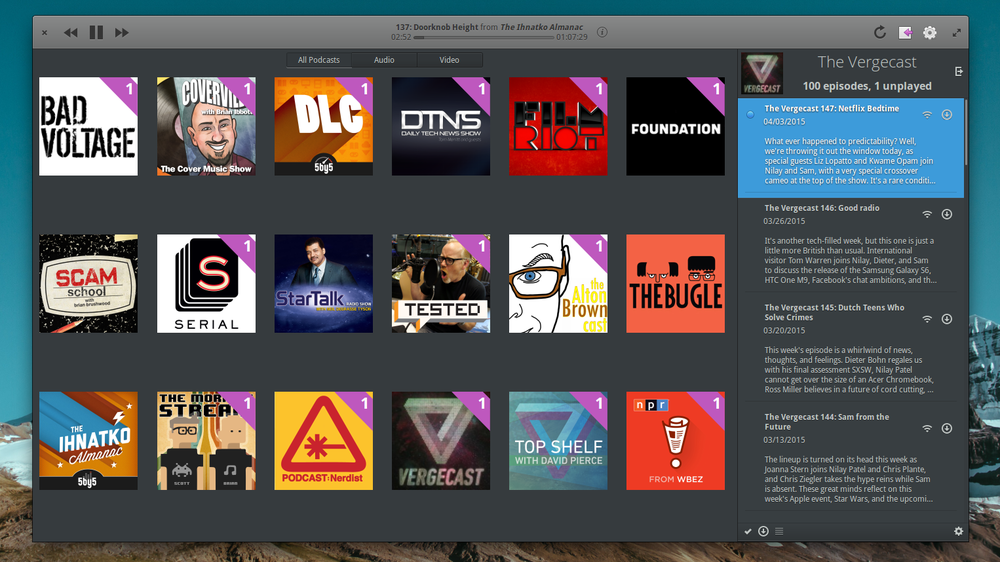 137: Doorknob Height from The Ihnatko Almanac
02:52
01:07:29
All Podcasts
Audio
Video
BAD
VOLTAGE
1
COVERVILLE
with Brian Ibbott
The Cover Music Show
1
DLC
5by5
1
DTNS
DAILY TECH NEWS SHOW
1
FILM
RIOT
1
FOUNDATION
1
SCAM
school
with
brian brushwood
S
SERIAL
1
StarTalk
RADIO SHOW
TESTED
1
the
Alton
Brown
cast
1
THE BUGLE
THE
IHNATKO
Almanac
5by5
THE MOR
STREA
SCOTT
BRIAN
1
PODCAST:Nerdist
1
VERGECAST
1
TOP SHELF
WITH DAVID PIERCE
1
npr
FROM WBEZ
1
The Vergecast
100 episodes, 1 unplayed
VERGECAST
The Vergecast 147: Netflix Bedtime
04/03/2015
What ever happened to predictability? Well,
we're throwing it out the window today, as
special guests Liz Lopatto and Kwame Opam join
Nilay and Sam, with a very special crossover
cameo at the top of the show. It's a rare conditi...
The Vergecast 146: Good radio
03/26/2015
It's another tech-filled week, but this one is just a
little more British than usual. International
visitor Tom Warren joins Nilay, Dieter, and Sam
to discuss the release of the Samsung Galaxy S6,
HTC One M9, Facebook's chat ambitions, and th...
The Vergecast 145: Dutch Teens Who
Solve Crimes
03/20/2015
This week's episode is a whirlwind of news,
thoughts, and feelings. Dieter Bohn regales us
with his final assessment SXSW, Nilay Patel
cannot get over the size of an Acer Chromebook,
Ross Miller believes in a future of cord cutting, ...
The Vergecast 144: Sam from the
Future
03/13/2015
The lineup is turned on its head this week as
Joanna Stern joins Nilay Patel and Chris Plante,
and Chris Ziegler takes the hype reins while Sam
is absent. These great minds reflect on this
week's Apple event, Star Wars, and the upcomi...